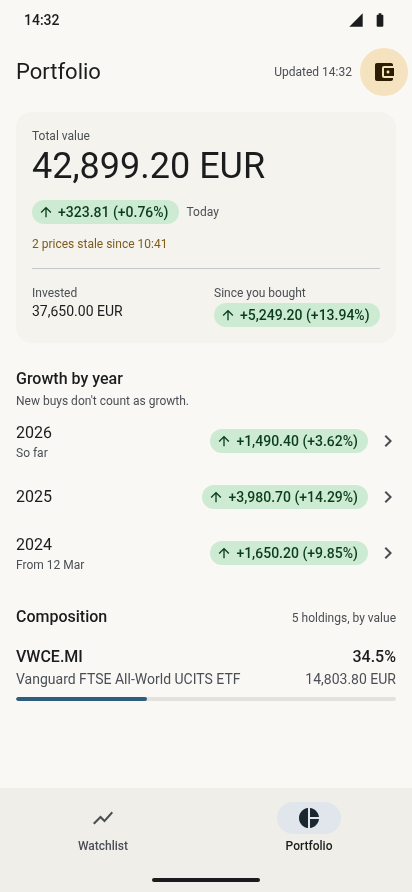 14:32
Portfolio
Updated 14:32
Total value
42,899.20 EUR
+323.81 (+0.76%) Today
2 prices stale since 10:41
Invested
37,650.00 EUR
Since you bought
+5,249.20 (+13.94%)
Growth by year
New buys don't count as growth.
2026
So far
+1,490.40 (+3.62%)
2025
+3,980.70 (+14.29%)
2024
From 12 Mar
+1,650.20 (+9.85%)
Composition
5 holdings, by value
VWCE.MI
34.5%
Vanguard FTSE All-World UCITS ETF
14,803.80 EUR
Watchlist
Portfolio